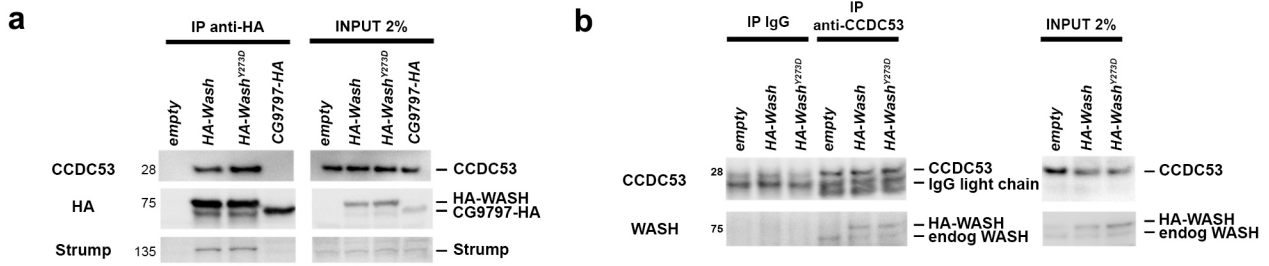 a
IP anti-HA
INPUT 2%
empty
HA-Wash
HA-WashY273D
CG9797-HA
empty
HA-Wash
HA-WashY273D
CG9797-HA
CCDC53
28
CCDC53
HA
75
HA-WASH
CG9797-HA
Strump
135
Strump
b
IP IgG
IP
anti-CCDC53
INPUT 2%
empty
HA-Wash
HA-WashY273D
empty
HA-Wash
HA-WashY273D
empty
HA-Wash
HA-WashY273D
CCDC53
28
CCDC53
IgG light chain
CCDC53
WASH
75
HA-WASH
endog WASH
HA-WASH
endog WASH